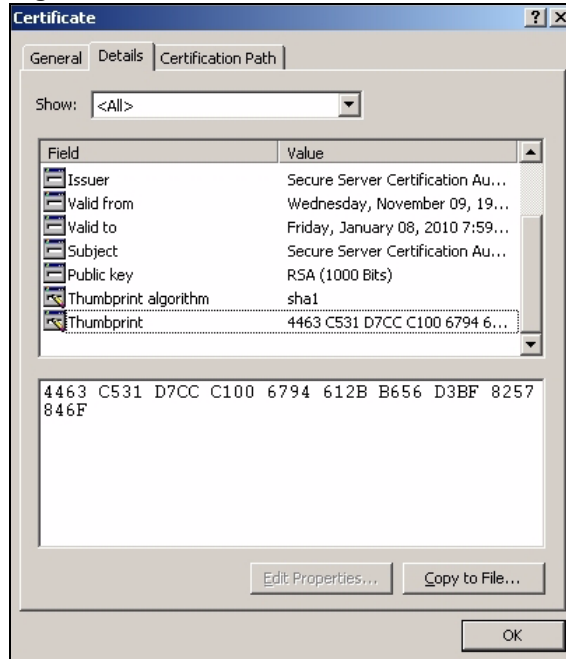 Certificate
General Details Certification Path
Show: <All>
Field Value
Issuer Secure Server Certification Au...
Valid from Wednesday, November 09, 19...
Valid to Friday, January 08, 2010 7:59...
Subject Secure Server Certification Au...
Public key RSA (1000 Bits)
Thumbprint algorithm sha1
Thumbprint 4463 C531 D7CC C100 6794 6...
4463 C531 D7CC C100 6794 612B B656 D3BF 8257
846F
Edit Properties... Copy to File...
OK